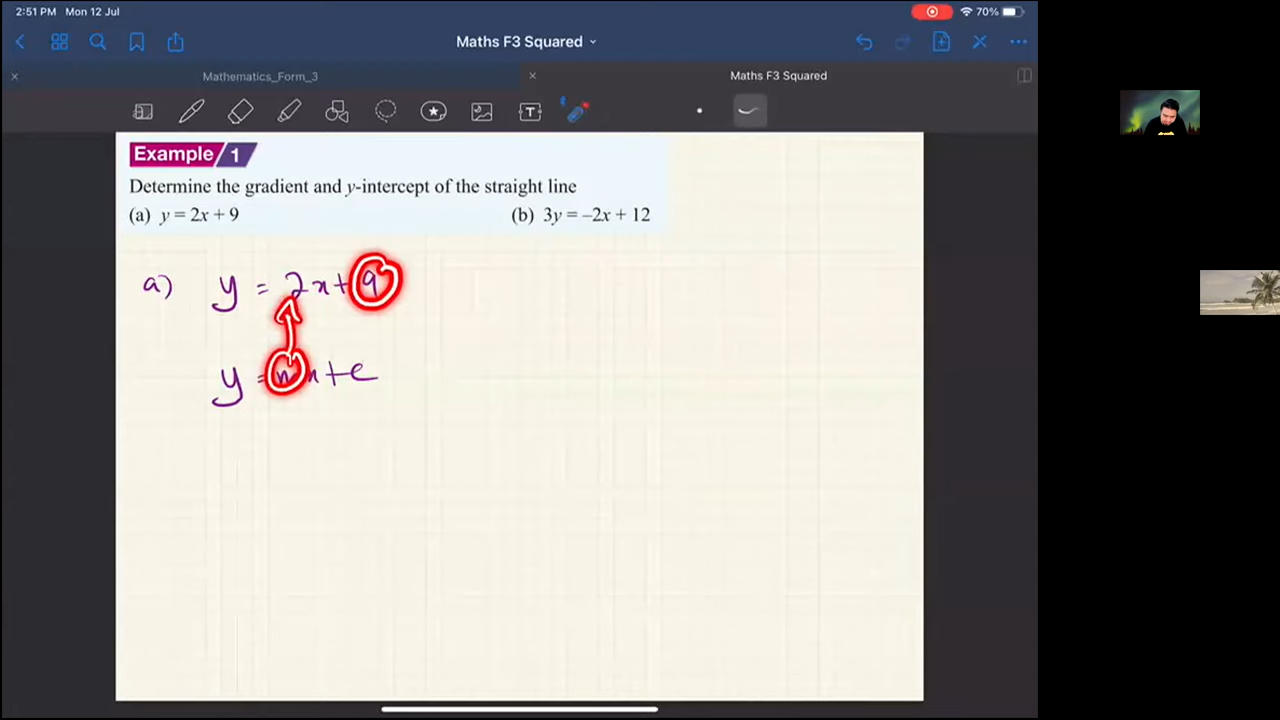 2:51 PM Mon 12 Jul
70%
Maths F3 Squared
Mathematics_Form_3
Maths F3 Squared
T
Example 1
Determine the gradient and y-intercept of the straight line
(a) y = 2x + 9
(b) 3y = –2x + 12
a) y = 2x + 9
y = mx + c